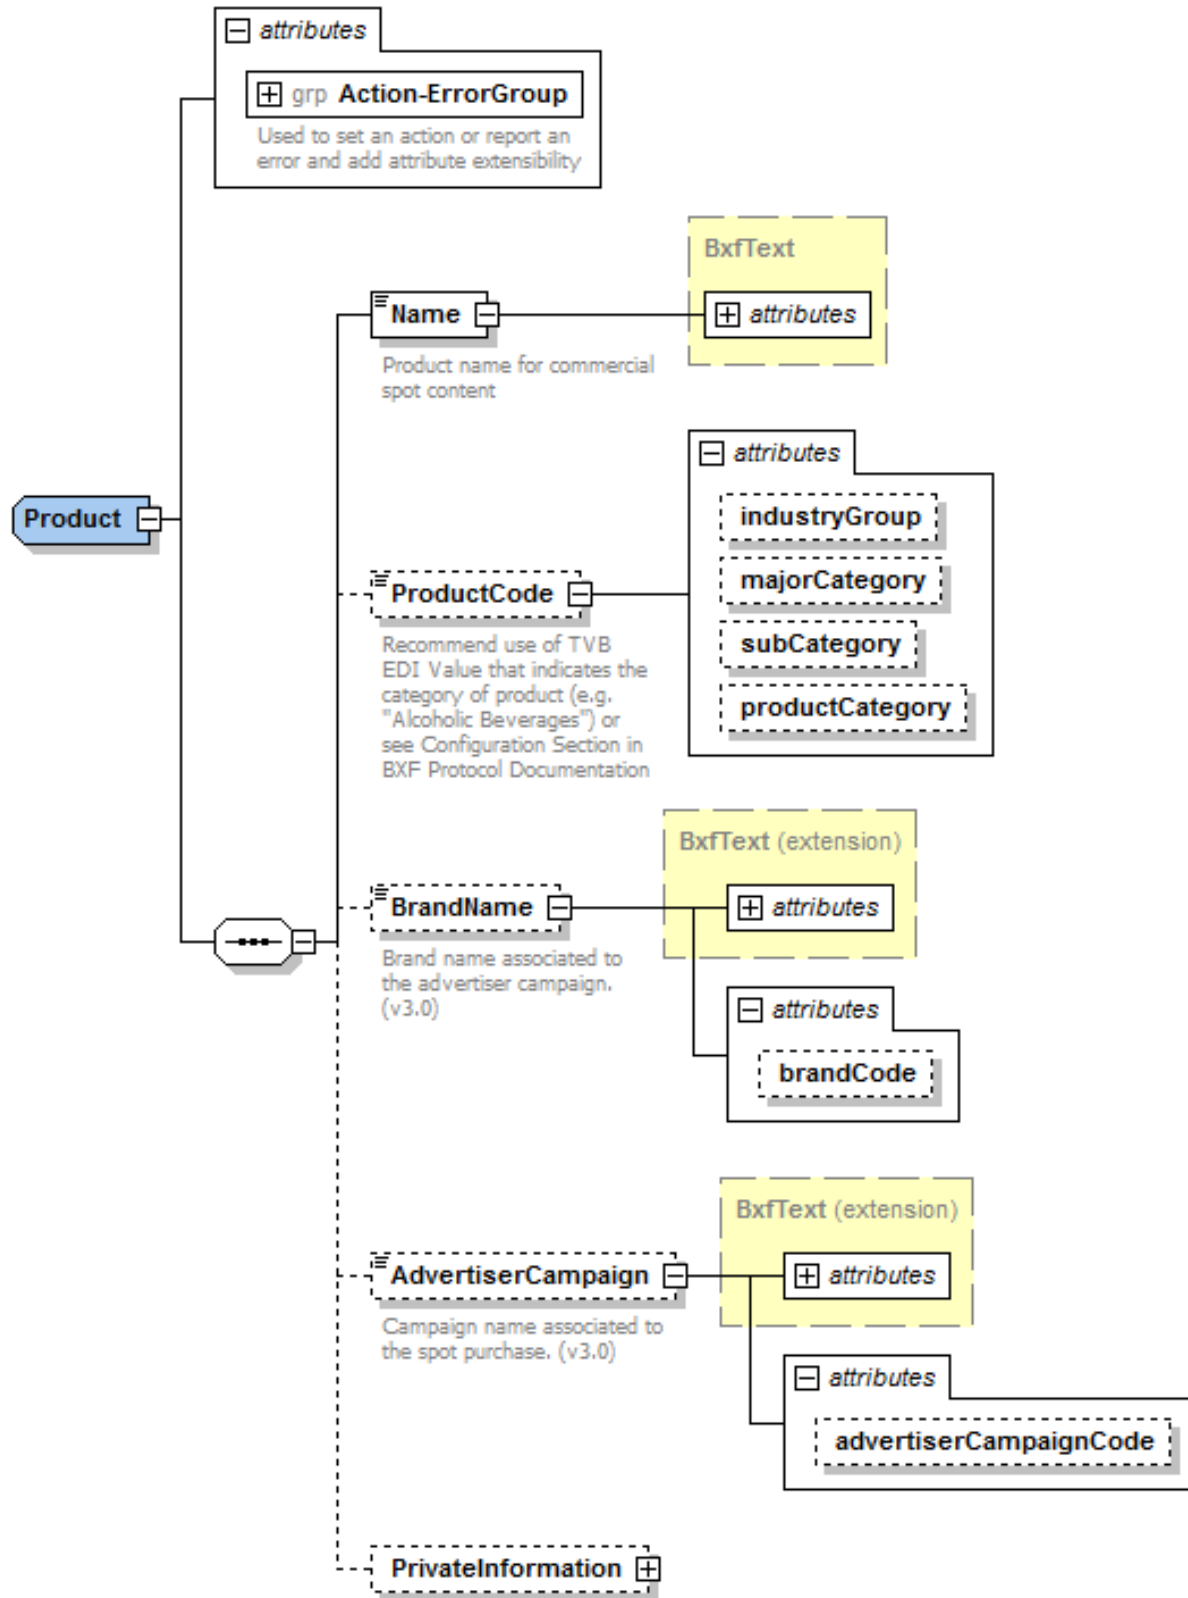 attributes
grp Action-ErrorGroup
Used to set an action or report an
error and add attribute extensibility
BxfText
Name
attributes
Product name for commercial
spot content
attributes
industryGroup
Product
majorCategory
ProductCode
Recommend use of TVB
EDI Value that indicates the
category of product (e.g.
"Alcoholic Beverages") or
see Configuration Section in
BXF Protocol Documentation
subCategory
productCategory
BxfText (extension)
BrandName
attributes
Brand name associated to
the advertiser campaign.
(v3.0)
attributes
brandCode
BxfText (extension)
AdvertiserCampaign
attributes
Campaign name associated to
the spot purchase. (v3.0)
attributes
advertiserCampaignCode
PrivateInformation